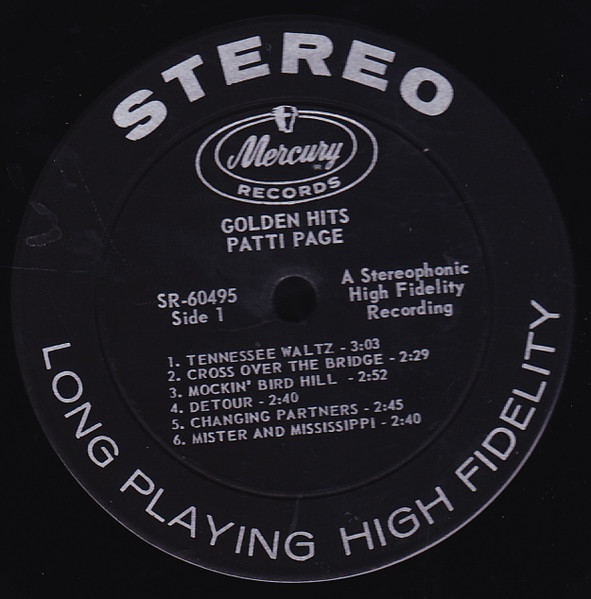 STEREO
Mercury
RECORDS
GOLDEN HITS
PATTI PAGE
SR-60495
Side 1
A Stereophonic
High Fidelity
Recording
1. TENNESSEE WALTZ - 3:03
2. CROSS OVER THE BRIDGE - 2:29
3. MOCKIN' BIRD HILL - 2:52
4. DETOUR - 2:40
5. CHANGING PARTNERS - 2:45
6. MISTER AND MISSISSIPPI - 2:40
LONG PLAYING HIGH FIDELITY